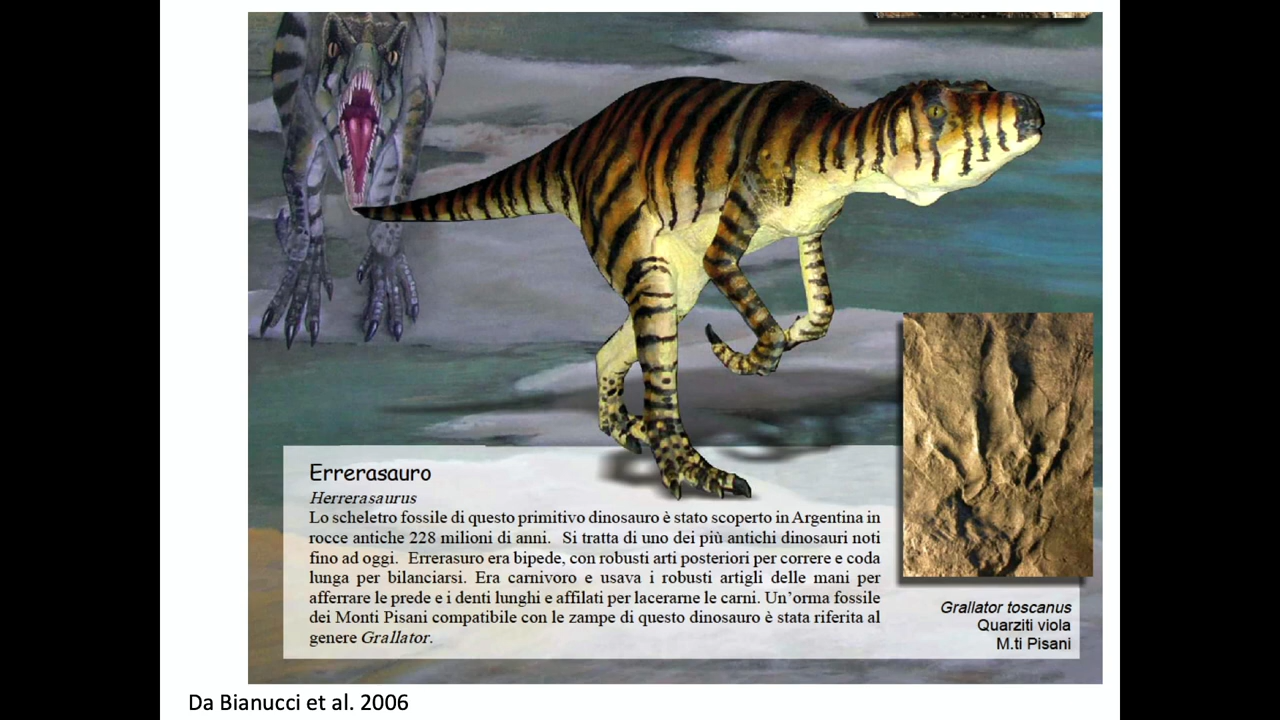 Errerasauro
Herrerasaurus
Lo scheletro fossile di questo primitivo dinosauro è stato scoperto in Argentina in
rocce antiche 228 milioni di anni. Si tratta di uno dei più antichi dinosauri noti
fino ad oggi. Errerasuro era bipede, con robusti arti posteriori per correre e coda
lunga per bilanciarsi. Era carnivoro e usava i robusti artigli delle mani per
afferrare le prede e i denti lunghi e affilati per lacerarne le carni. Un'orma fossile
dei Monti Pisani compatibile con le zampe di questo dinosauro è stata riferita al
genere Grallator.
Grallator toscanus
Quarziti viola
M.ti Pisani
Da Bianucci et al. 2006